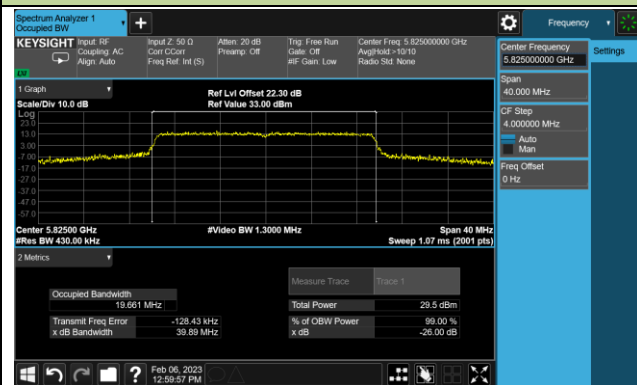 Spectrum Analyzer 1
Occupied BW
Frequency
KEYSIGHT
Input: RF
Coupling: AC
Align: Auto
Input Z: 50 Ω
Corr CCorr
Freq Ref: Int (S)
Atten: 20 dB
Preamp: Off
Trig: Free Run
Gate: Off
#IF Gain: Low
Center Freq: 5.825000000 GHz
Avg|Hold:>10/10
Radio Std: None
Center Frequency
5.825000000 GHz
Settings
Span
40.000 MHz
CF Step
4.000000 MHz
Auto
Man
Freq Offset
0 Hz
1 Graph
Scale/Div 10.0 dB
Ref Lvl Offset 22.30 dB
Ref Value 33.00 dBm
Log
23.0
13.0
3.00
-7.00
-17.0
-27.0
-37.0
-47.0
-57.0
Center 5.82500 GHz
#Video BW 1.3000 MHz
Span 40 MHz
#Res BW 430.00 kHz
Sweep 1.07 ms (2001 pts)
2 Metrics
Measure Trace
Trace 1
Occupied Bandwidth
19.661 MHz
Total Power
29.5 dBm
Transmit Freq Error
-128.43 kHz
% of OBW Power
99.00 %
x dB Bandwidth
39.89 MHz
x dB
-26.00 dB
Feb 06, 2023
12:59:57 PM